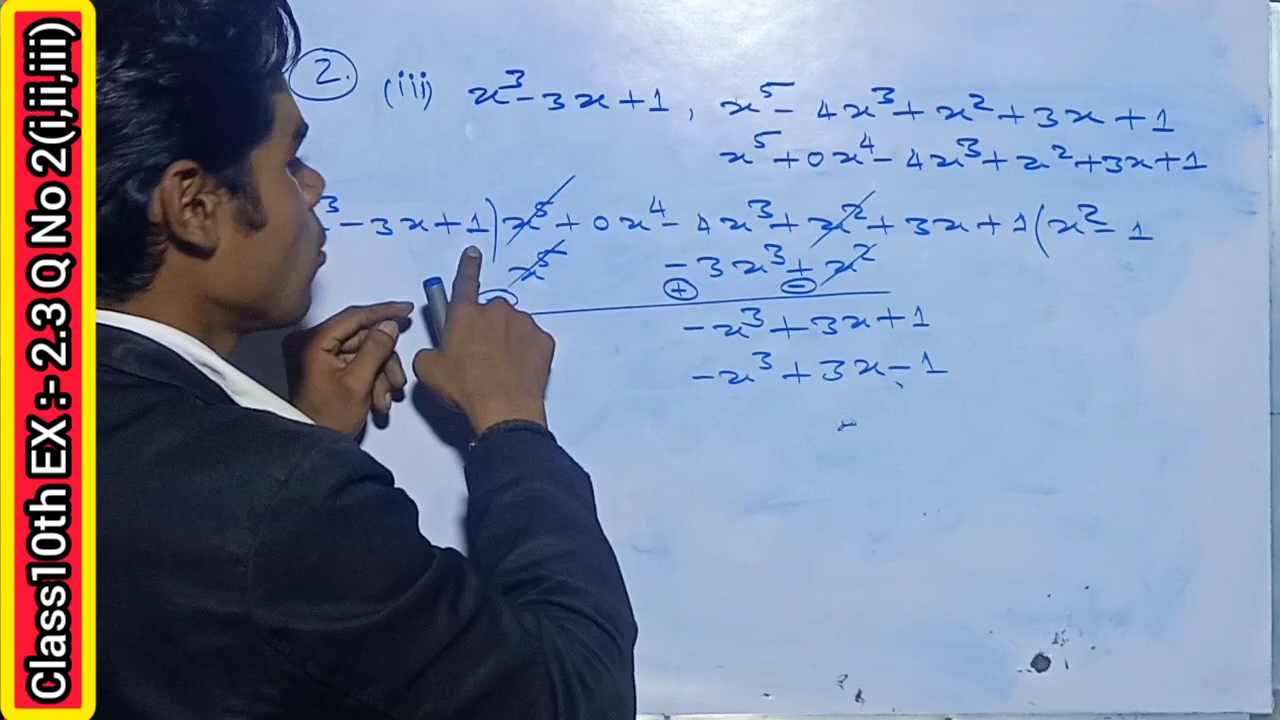 Class10th EX :- 2.3 Q No 2(i,ii,iii)
2. (iii) x³ - 3x + 1, x⁵ - 4x³ + x² + 3x + 1
x⁵ + 0x⁴ - 4x³ + x² + 3x + 1
³ - 3x + 1) x⁵ + 0x⁴ - 4x³ + x² + 3x + 1 (x² - 1
x⁵ - 3x³ + x²
+ -
- x³ + 3x + 1
- x³ + 3x - 1